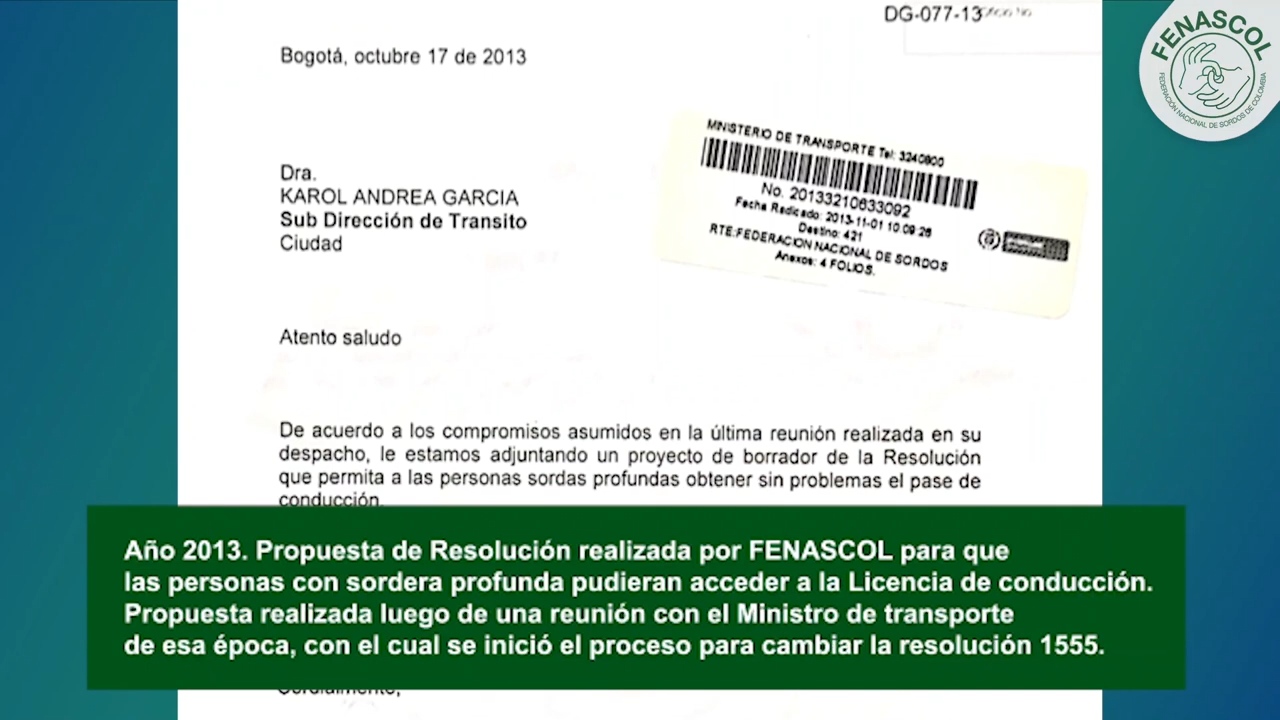 DG-077-13
Oficio No
FENASCOL
FEDERACIÓN NACIONAL DE SORDOS DE COLOMBIA
Bogotá, octubre 17 de 2013
MINISTERIO DE TRANSPORTE Tel: 3240800
No. 20133210633092
Fecha Radicado: 2013-11-01 10:09:26
Destino: 421
RTE:FEDERACION NACIONAL DE SORDOS
Anexos: 4 FOLIOS.
Dra.
KAROL ANDREA GARCIA
Sub Dirección de Transito
Ciudad
Atento saludo
De acuerdo a los compromisos asumidos en la última reunión realizada en su
despacho, le estamos adjuntando un proyecto de borrador de la Resolución
que permita a las personas sordas profundas obtener sin problemas el pase de
conducción.
Año 2013. Propuesta de Resolución realizada por FENASCOL para que
las personas con sordera profunda pudieran acceder a la Licencia de conducción.
Propuesta realizada luego de una reunión con el Ministro de transporte
de esa época, con el cual se inició el proceso para cambiar la resolución 1555.
Cordialmente,